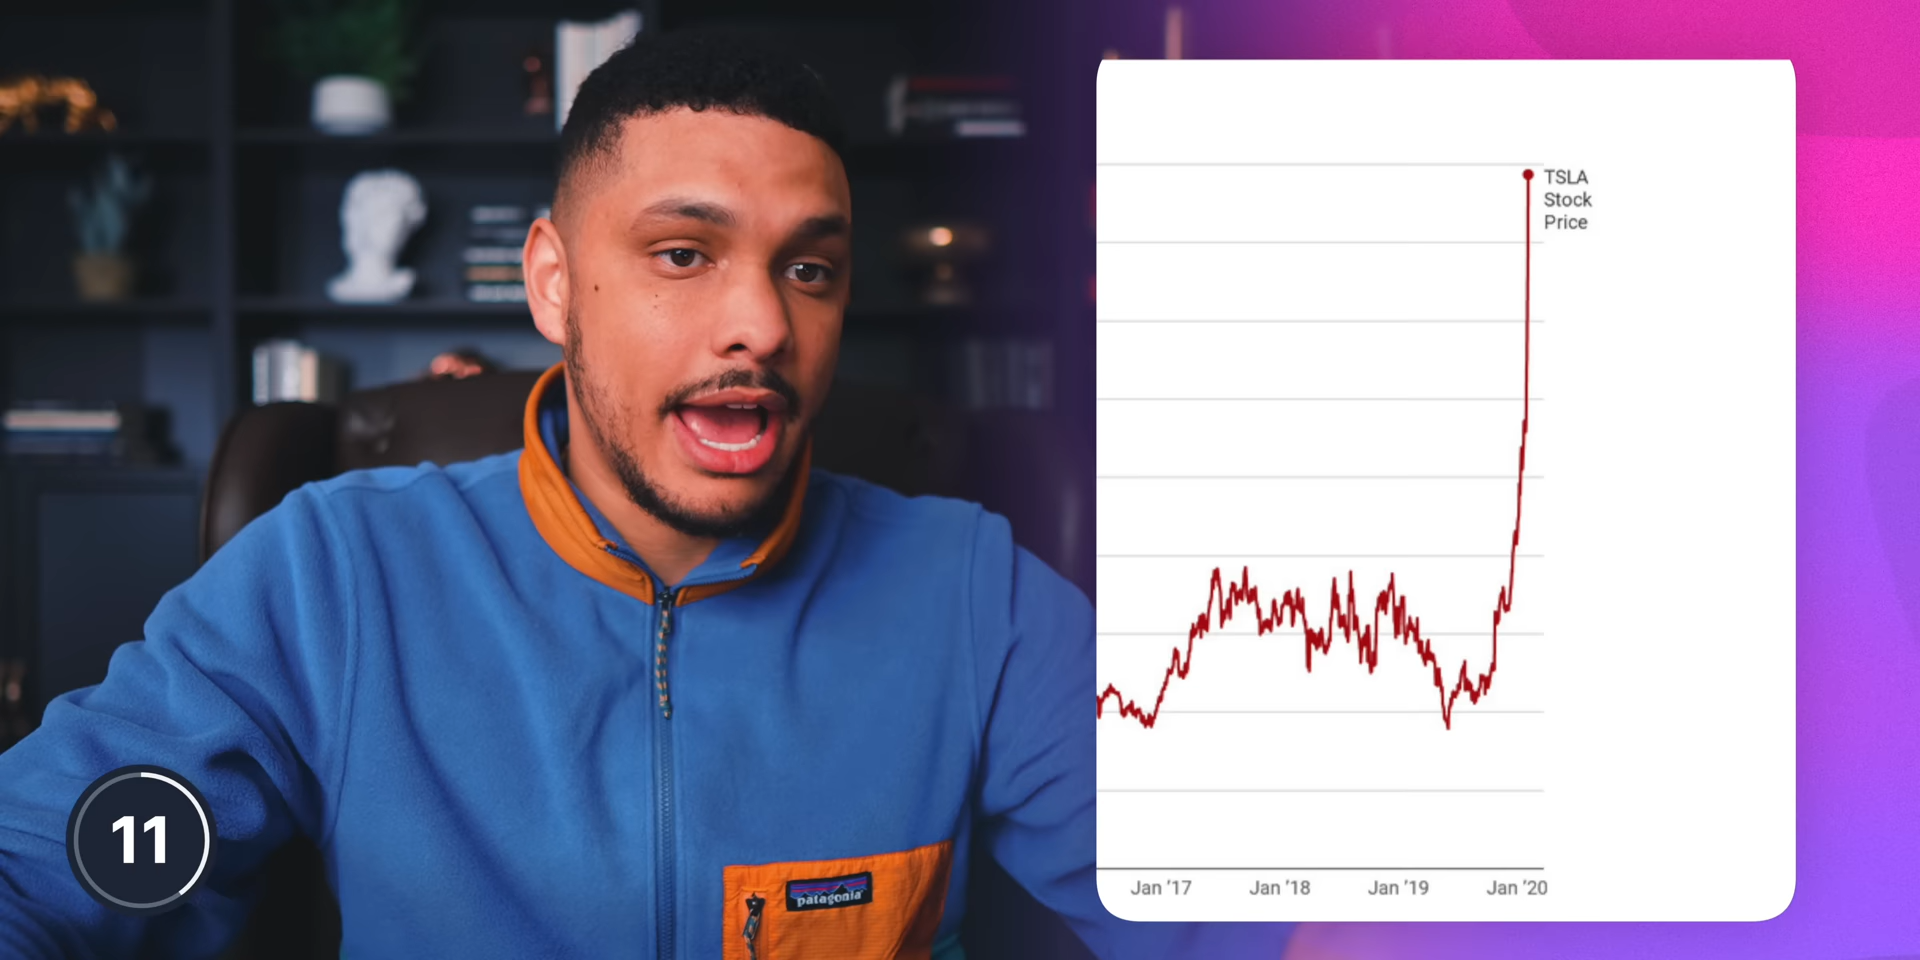 TSLA
Stock
Price
Jan '17 Jan '18 Jan '19 Jan '20
11
patagonia